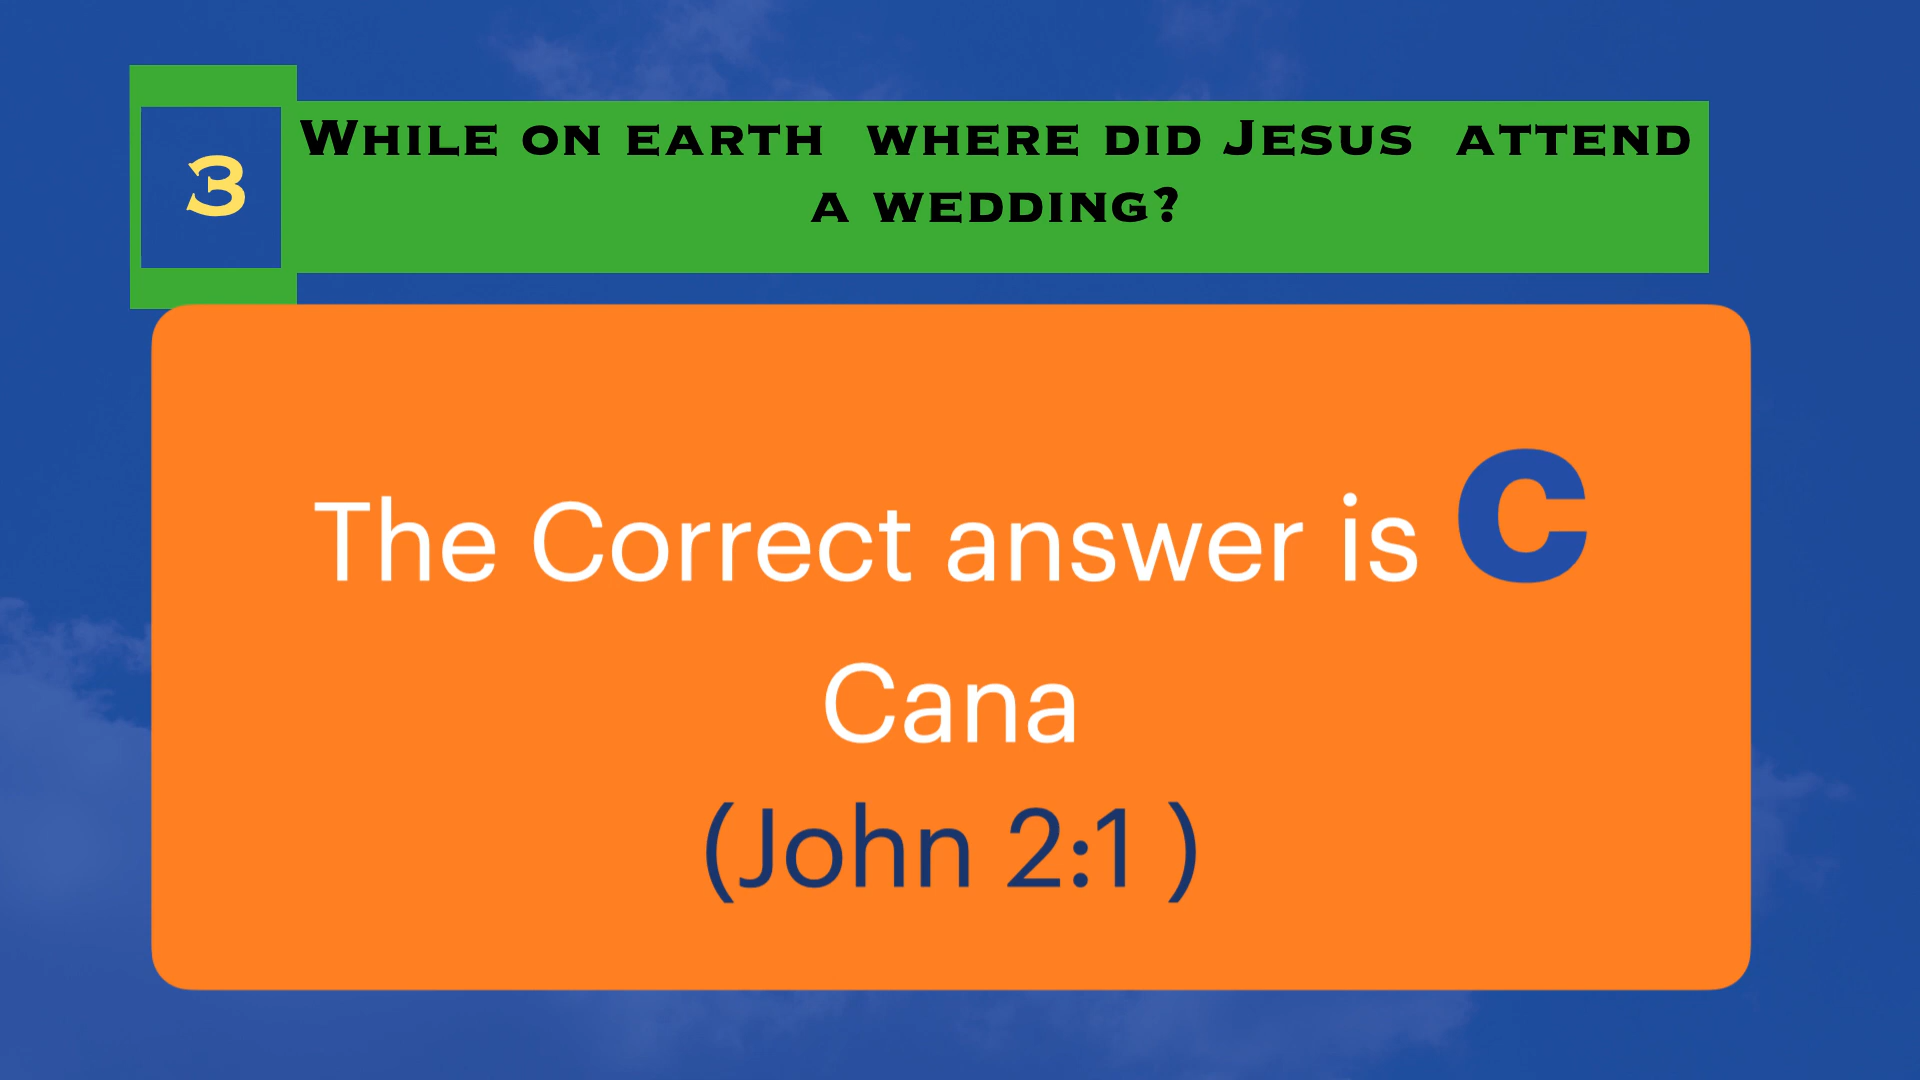 3
While on earth where did Jesus attend
a wedding?
The Correct answer is C
Cana
(John 2:1 )